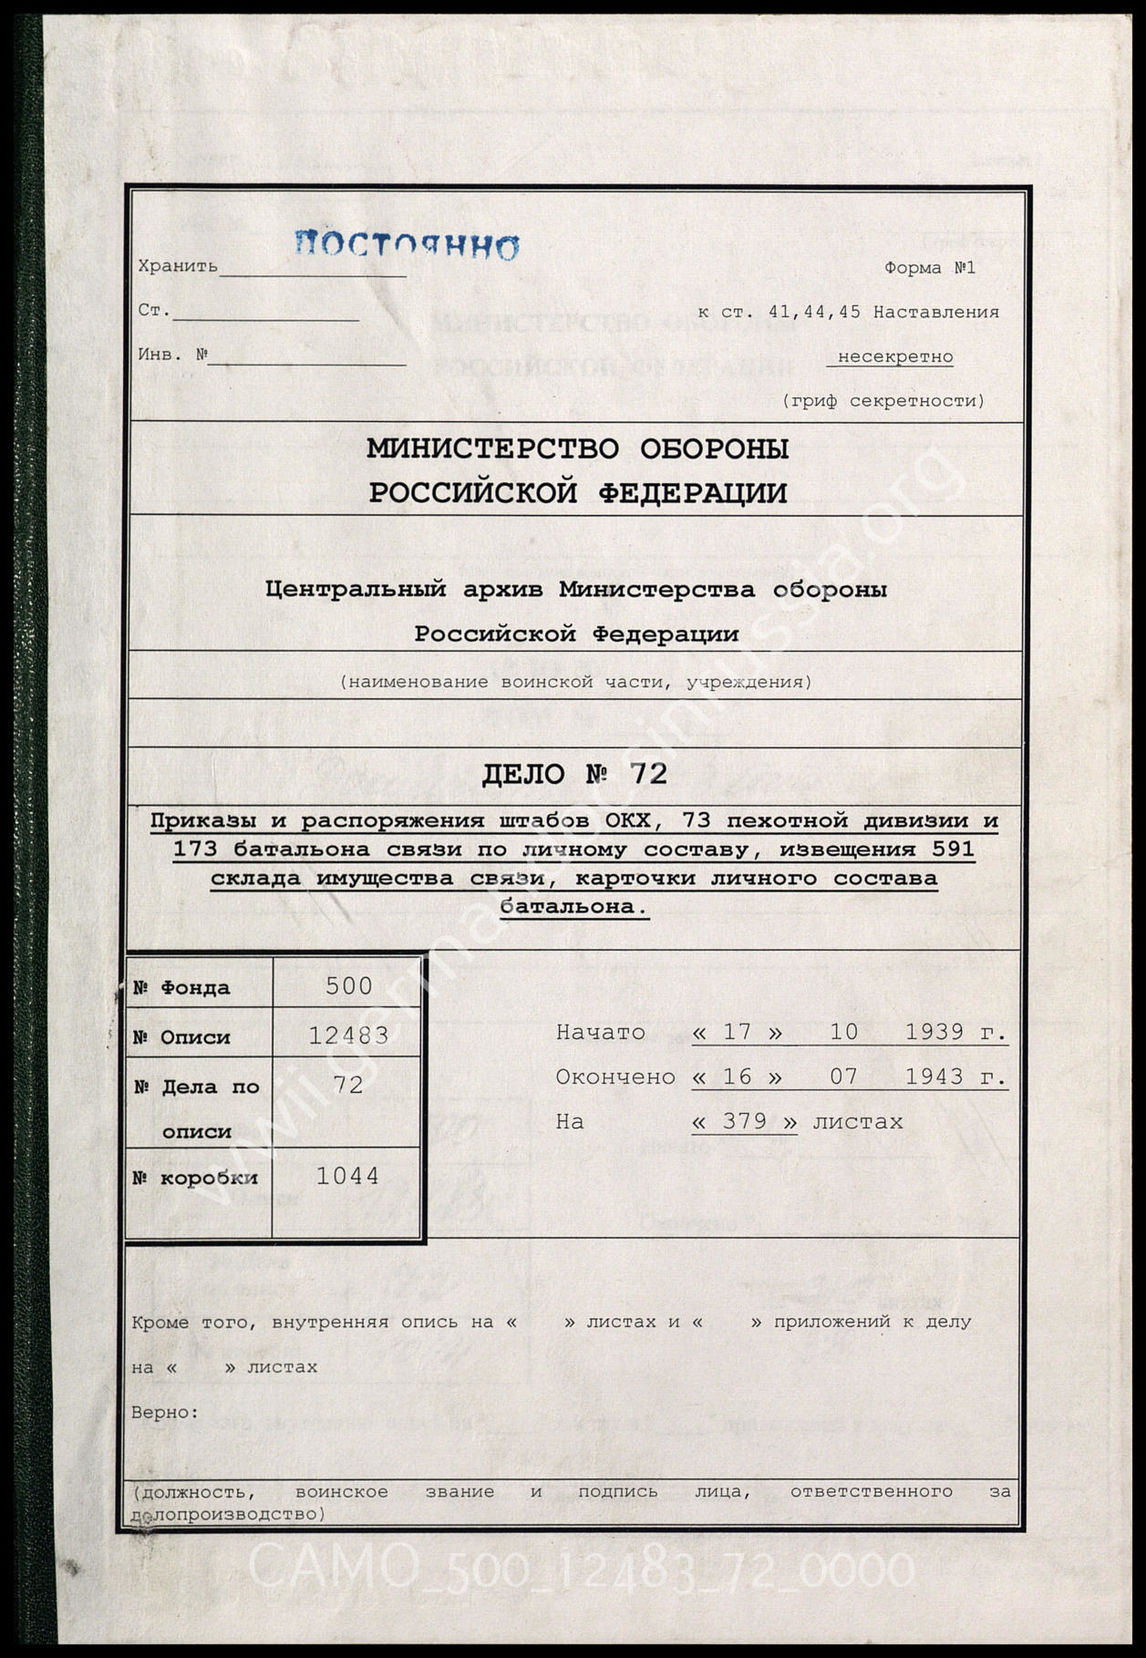 ПОСТОЯННО
Хранить
Форма №1
Ст.
к ст. 41,44,45 Наставления
Инв. №
несекретно
(гриф секретности)
МИНИСТЕРСТВО ОБОРОНЫ
РОССИЙСКОЙ ФЕДЕРАЦИИ
Центральный архив Министерства обороны
Российской Федерации
(наименование воинской части, учреждения)
ДЕЛО № 72
Приказы и распоряжения штабов ОКХ, 73 пехотной дивизии и
173 батальона связи по личному составу, извещения 591
склада имущества связи, карточки личного состава
батальона.
№ Фонда 500
№ Описи 12483
№ Дела по 72
описи
№ коробки 1044
Начато « 17 » 10 1939 г.
Окончено « 16 » 07 1943 г.
На « 379 » листах
Кроме того, внутренняя опись на « » листах и « » приложений к делу
на « » листах
Верно:
(должность, воинское звание и подпись лица, ответственного за
делопроизводство)
CAMO_500_12483_72_0000